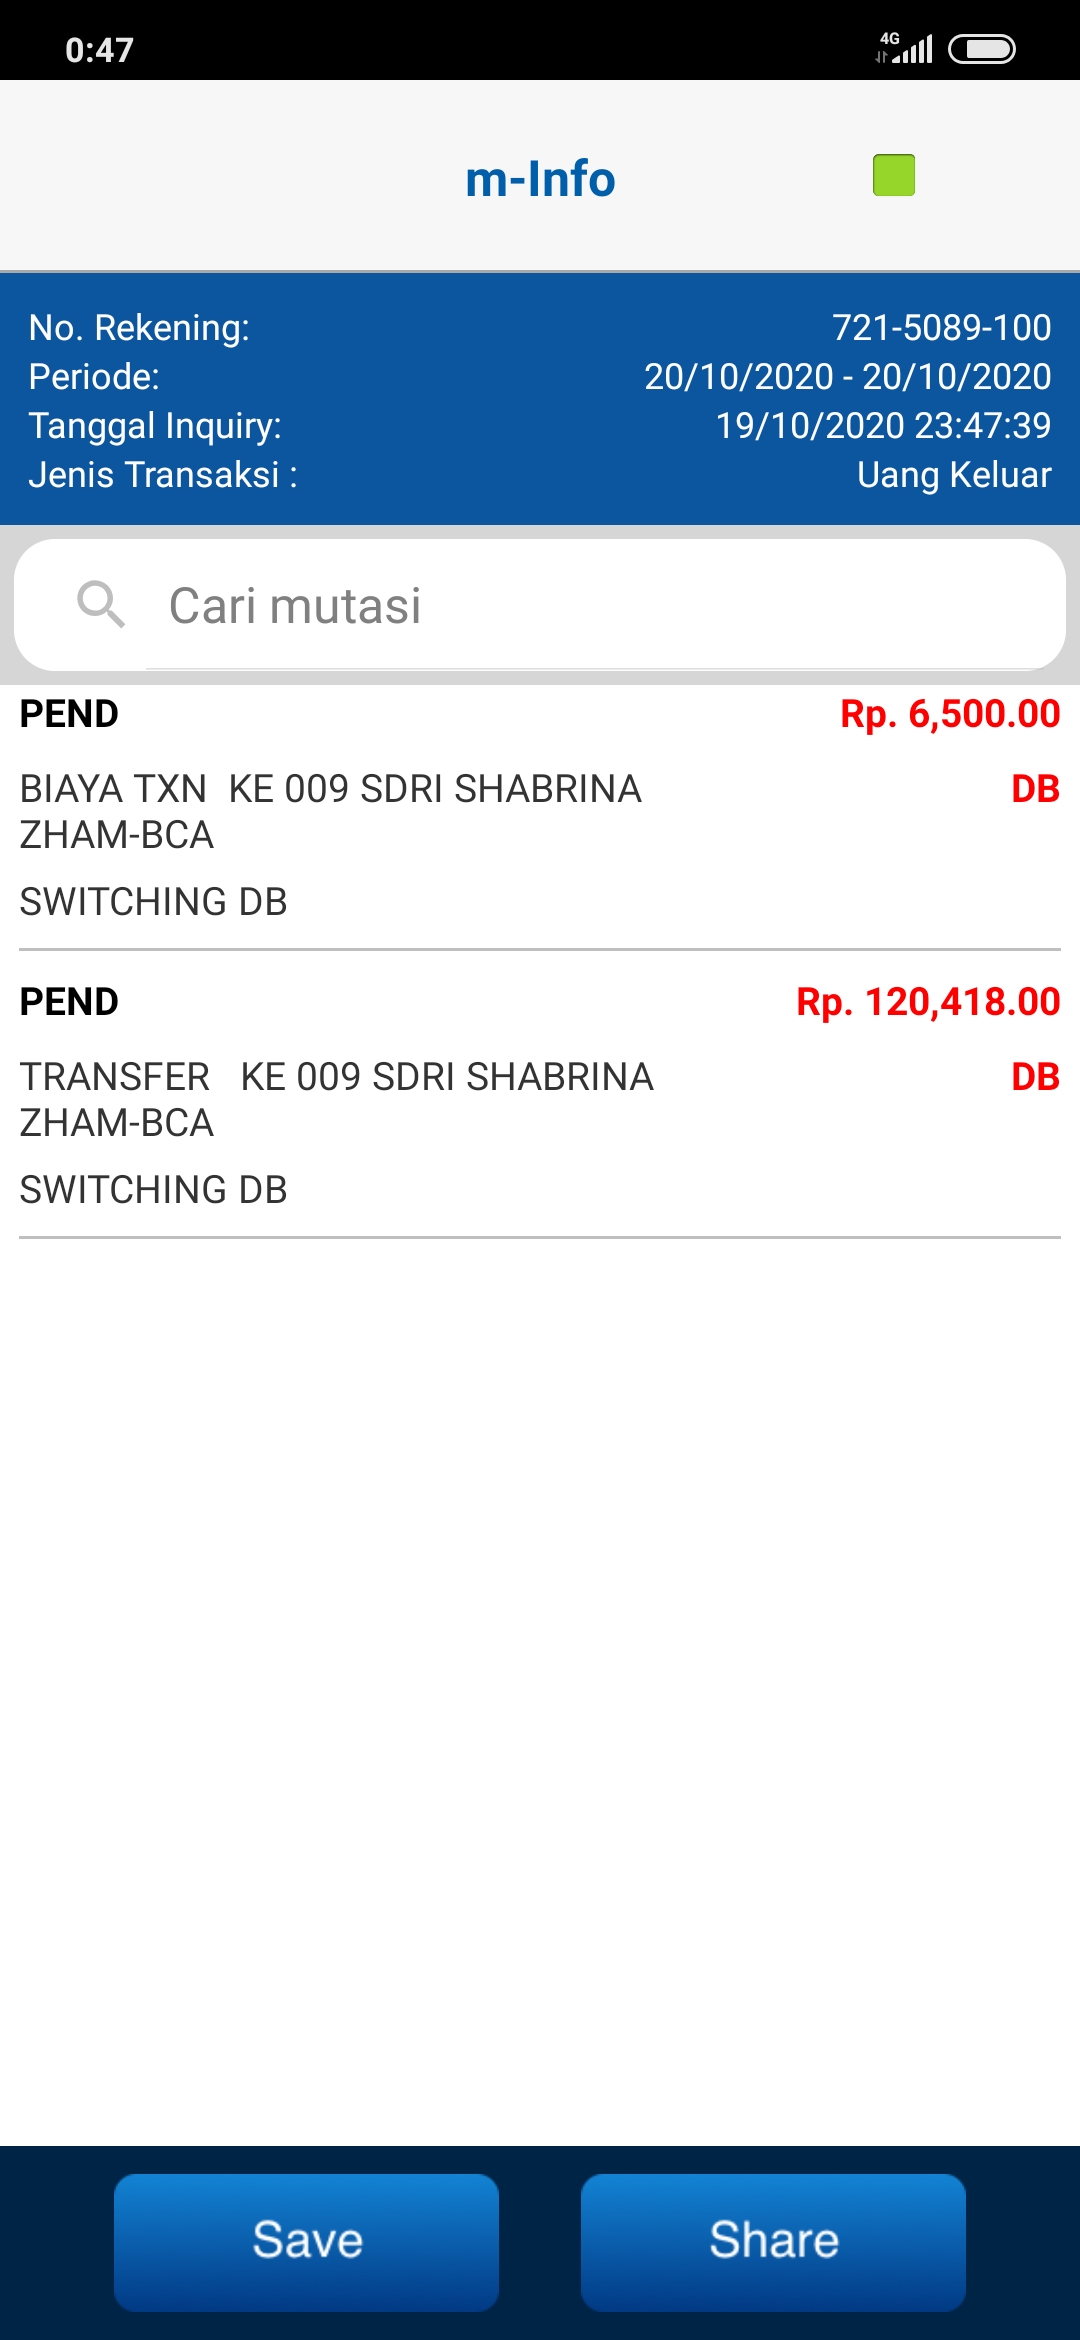 0:47
4G
m-Info
No. Rekening: 721-5089-100
Periode: 20/10/2020 - 20/10/2020
Tanggal Inquiry: 19/10/2020 23:47:39
Jenis Transaksi : Uang Keluar
Cari mutasi
PEND Rp. 6,500.00
BIAYA TXN  KE 009 SDRI SHABRINA DB
ZHAM-BCA
SWITCHING DB
PEND Rp. 120,418.00
TRANSFER   KE 009 SDRI SHABRINA DB
ZHAM-BCA
SWITCHING DB
Save Share